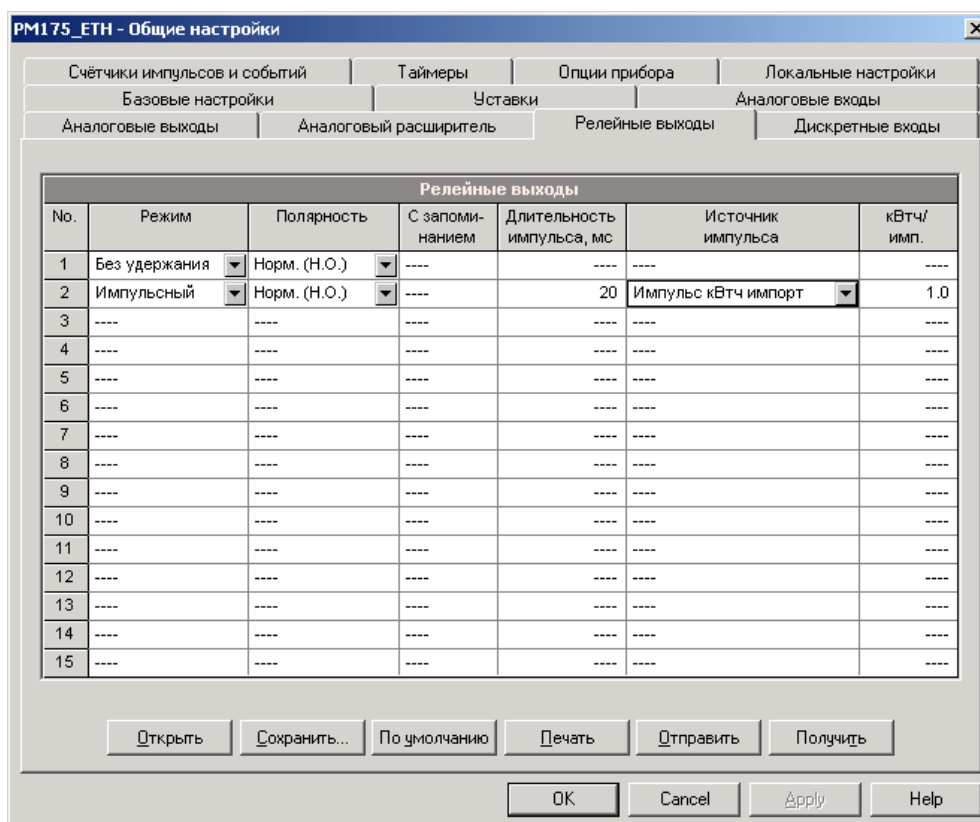 PM175_ETH - Общие настройки
Счётчики импульсов и событий Таймеры Опции прибора Локальные настройки
Базовые настройки Уставки Аналоговые входы
Аналоговые выходы Аналоговый расширитель Релейные выходы Дискретные входы
Релейные выходы
No. Режим Полярность С запоми- Длительность Источник кВтч/
нанием импульса, мс импульса имп.
1 Без удержания Норм. (Н.О.) ---- ---- ---- ----
2 Импульсный Норм. (Н.О.) ---- 20 Импульс кВтч импорт 1.0
3 ---- ---- ---- ---- ---- ----
4 ---- ---- ---- ---- ---- ----
5 ---- ---- ---- ---- ---- ----
6 ---- ---- ---- ---- ---- ----
7 ---- ---- ---- ---- ---- ----
8 ---- ---- ---- ---- ---- ----
9 ---- ---- ---- ---- ---- ----
10 ---- ---- ---- ---- ---- ----
11 ---- ---- ---- ---- ---- ----
12 ---- ---- ---- ---- ---- ----
13 ---- ---- ---- ---- ---- ----
14 ---- ---- ---- ---- ---- ----
15 ---- ---- ---- ---- ---- ----
Открыть Сохранить... По умолчанию Печать Отправить Получить
OK Cancel Apply Help